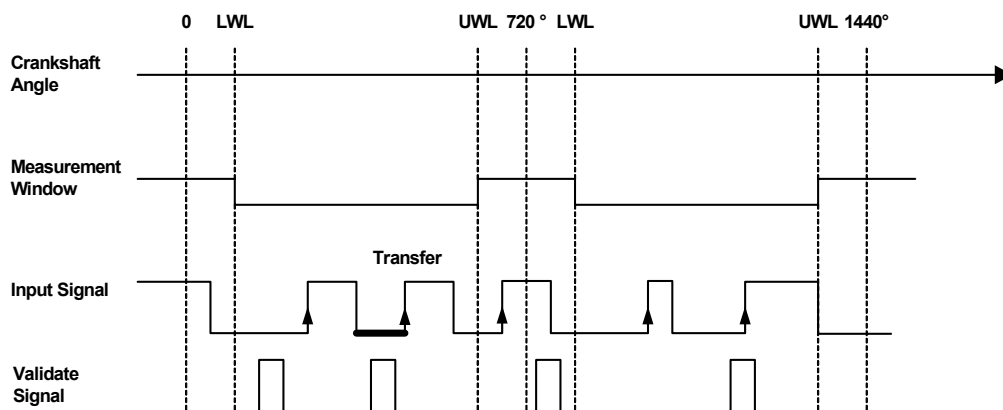 0 LWL UWL 720 ° LWL UWL 1440°
Crankshaft
Angle
Measurement
Window
Transfer
Input Signal
Validate
Signal